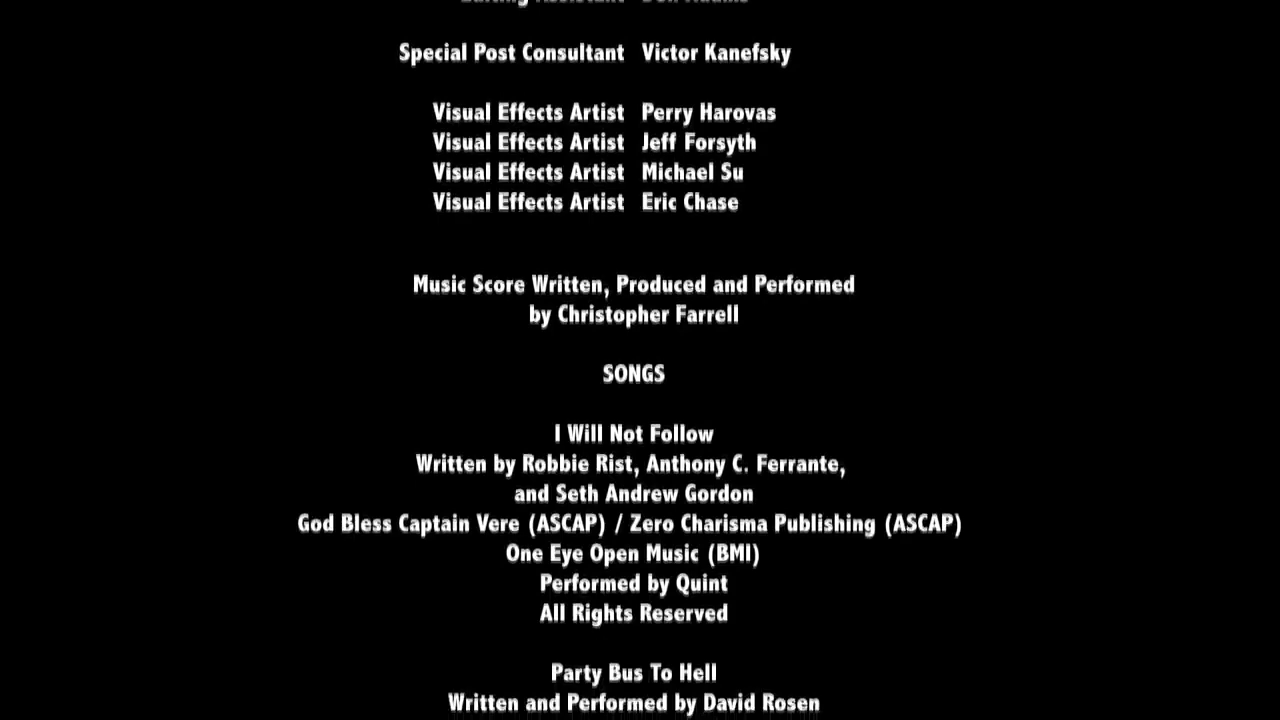 Special Post Consultant Victor Kanefsky
Visual Effects Artist Perry Harovas
Visual Effects Artist Jeff Forsyth
Visual Effects Artist Michael Su
Visual Effects Artist Eric Chase
Music Score Written, Produced and Performed
by Christopher Farrell
SONGS
I Will Not Follow
Written by Robbie Rist, Anthony C. Ferrante,
and Seth Andrew Gordon
God Bless Captain Vere (ASCAP) / Zero Charisma Publishing (ASCAP)
One Eye Open Music (BMI)
Performed by Quint
All Rights Reserved
Party Bus To Hell
Written and Performed by David Rosen